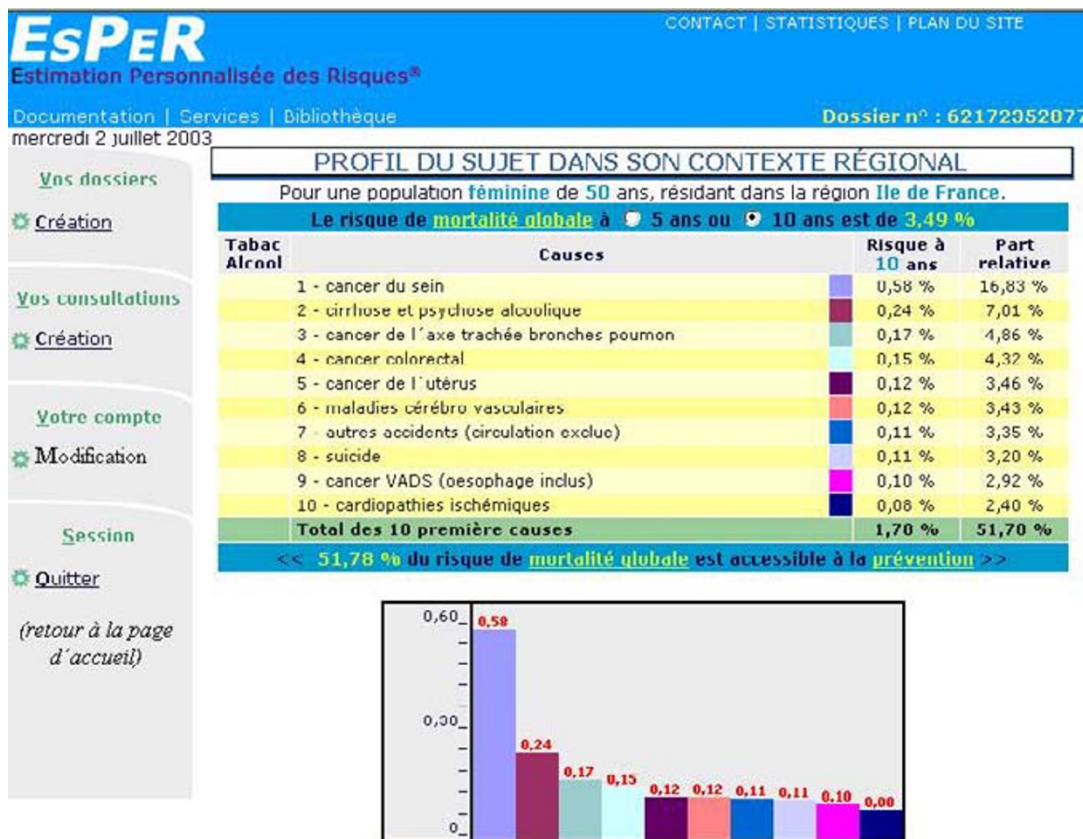 CONTACT | STATISTIQUES | PLAN DU SITE
EsPeR
Estimation Personnalisée des Risques®
Documentation | Services | Bibliothèque
Dossier n° : 62172352077
mercredi 2 juillet 2003
Vos dossiers
Création
Vos consultations
Création
Votre compte
Modification
Session
Quitter
(retour à la page
d´accueil)
PROFIL DU SUJET DANS SON CONTEXTE RÉGIONAL
Pour une population féminine de 50 ans, résidant dans la région Ile de France.
Le risque de mortalité globale à 5 ans ou 10 ans est de 3,49 %
Tabac Alcool Causes Risque à 10 ans Part relative
1 - cancer du sein 0,58 % 16,83 %
2 - cirrhose et psychose alcoolique 0,24 % 7,01 %
3 - cancer de l´axe trachée bronches poumon 0,17 % 4,86 %
4 - cancer colorectal 0,15 % 4,32 %
5 - cancer de l´utérus 0,12 % 3,46 %
6 - maladies cérébro vasculaires 0,12 % 3,43 %
7 - autres accidents (circulation exclue) 0,11 % 3,35 %
8 - suicide 0,11 % 3,20 %
9 - cancer VADS (oesophage inclus) 0,10 % 2,92 %
10 - cardiopathies ischémiques 0,08 % 2,40 %
Total des 10 première causes 1,78 % 51,78 %
<< 51,78 % du risque de mortalité globale est accessible à la prévention >>
0,60
0,30
0
0,58
0,24
0,17
0,15
0,12
0,12
0,11
0,11
0,10